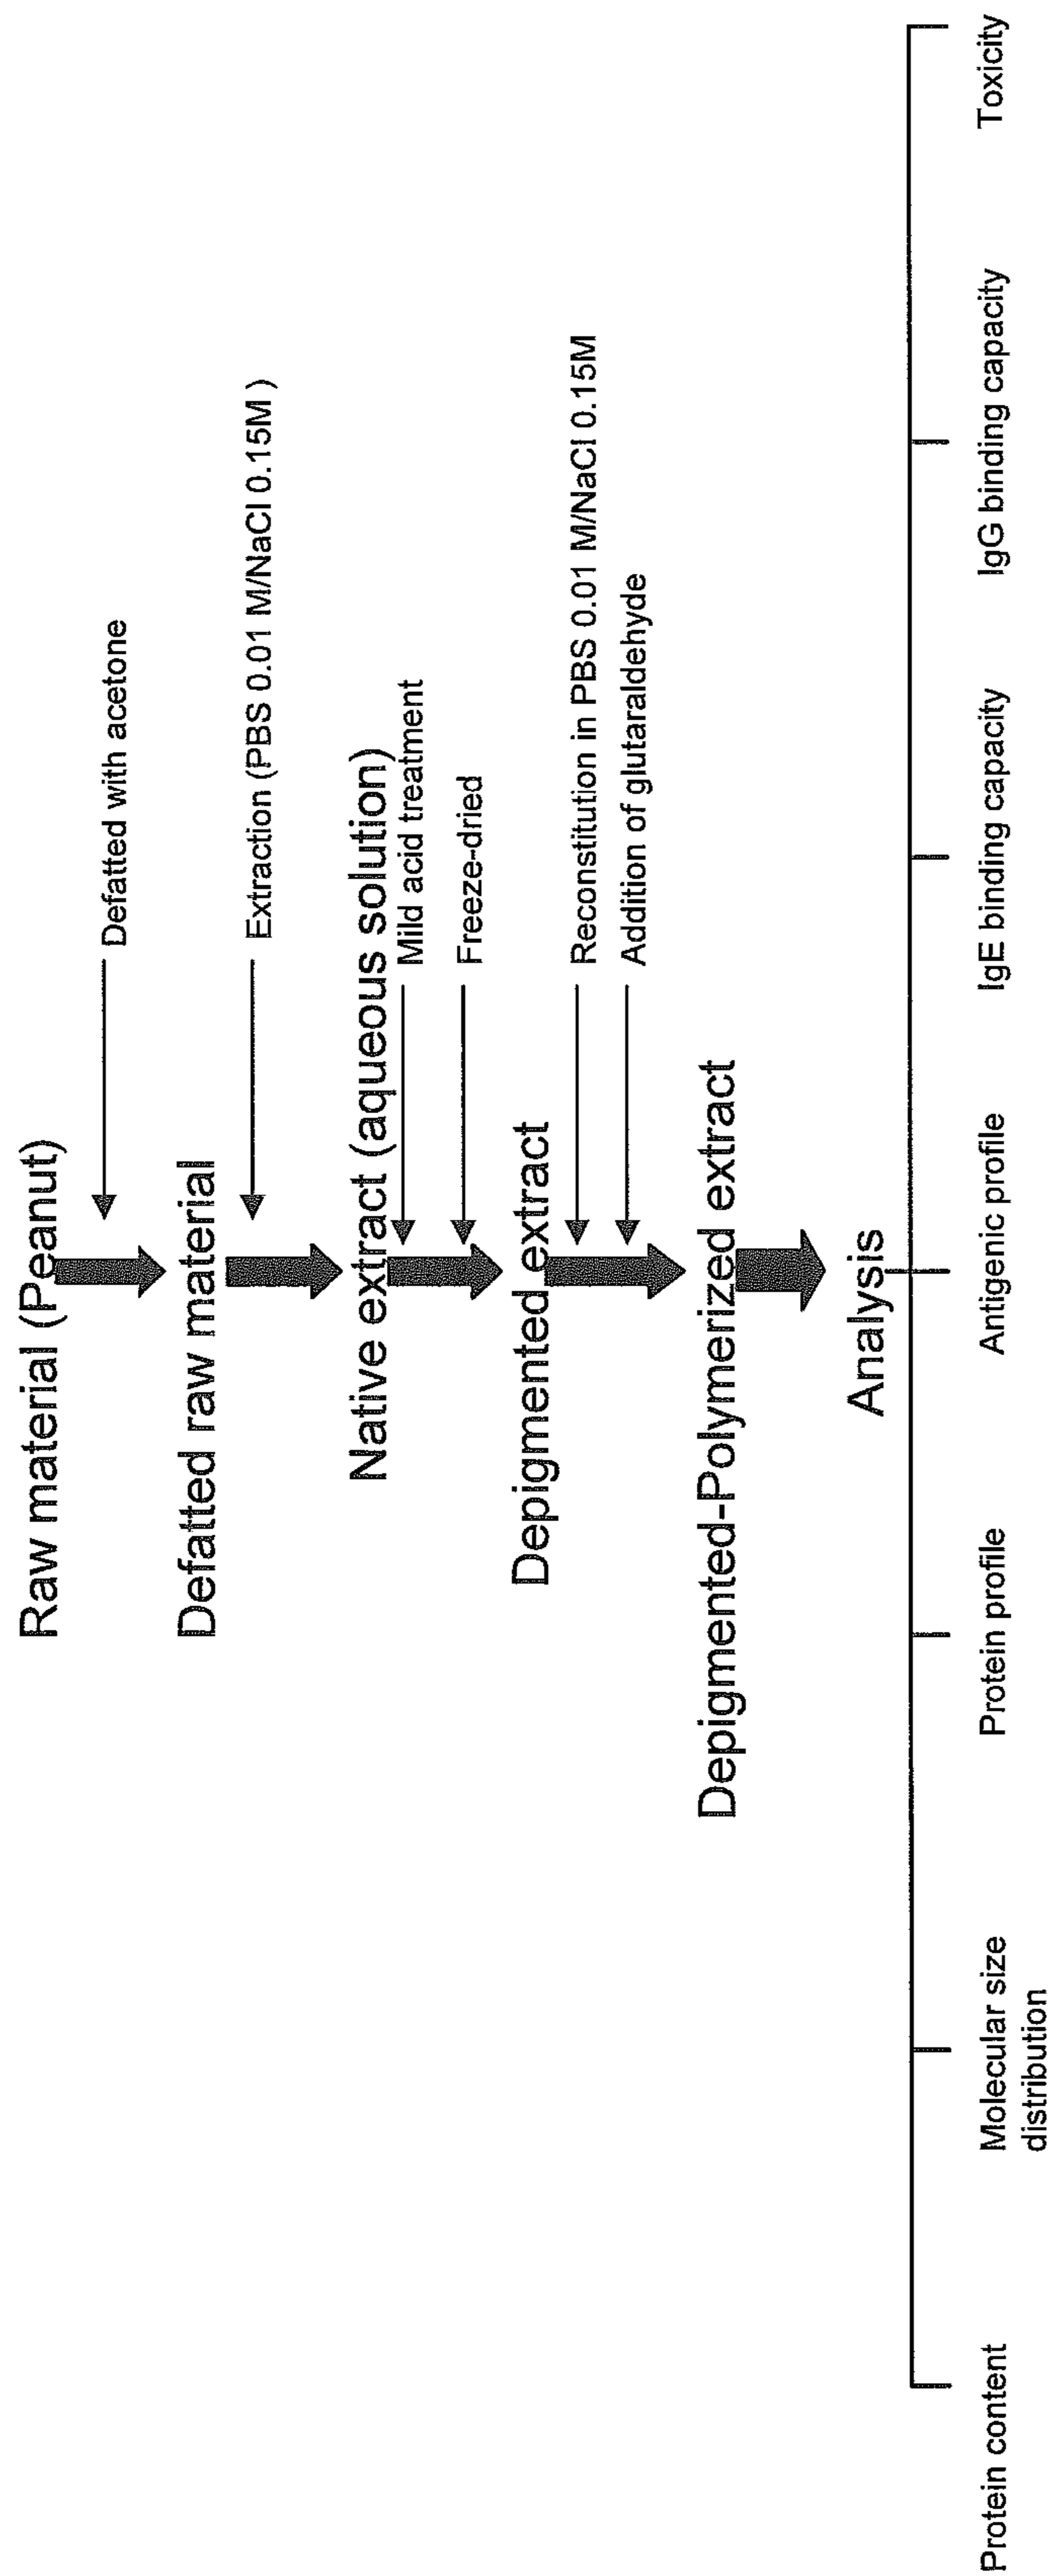 Raw material (Peanut)
Defatted with acetone
Defatted raw material
Extraction (PBS 0.01 M/NaCl 0.15M )
Native extract (aqueous solution)
Mild acid treatment
Freeze-dried
Depigmented extract
Reconstitution in PBS 0.01 M/NaCl 0.15M
Addition of glutaraldehyde
Depigmented-Polymerized extract
Analysis
Protein content
Molecular size
distribution
Protein profile
Antigenic profile
IgE binding capacity
IgG binding capacity
Toxicity